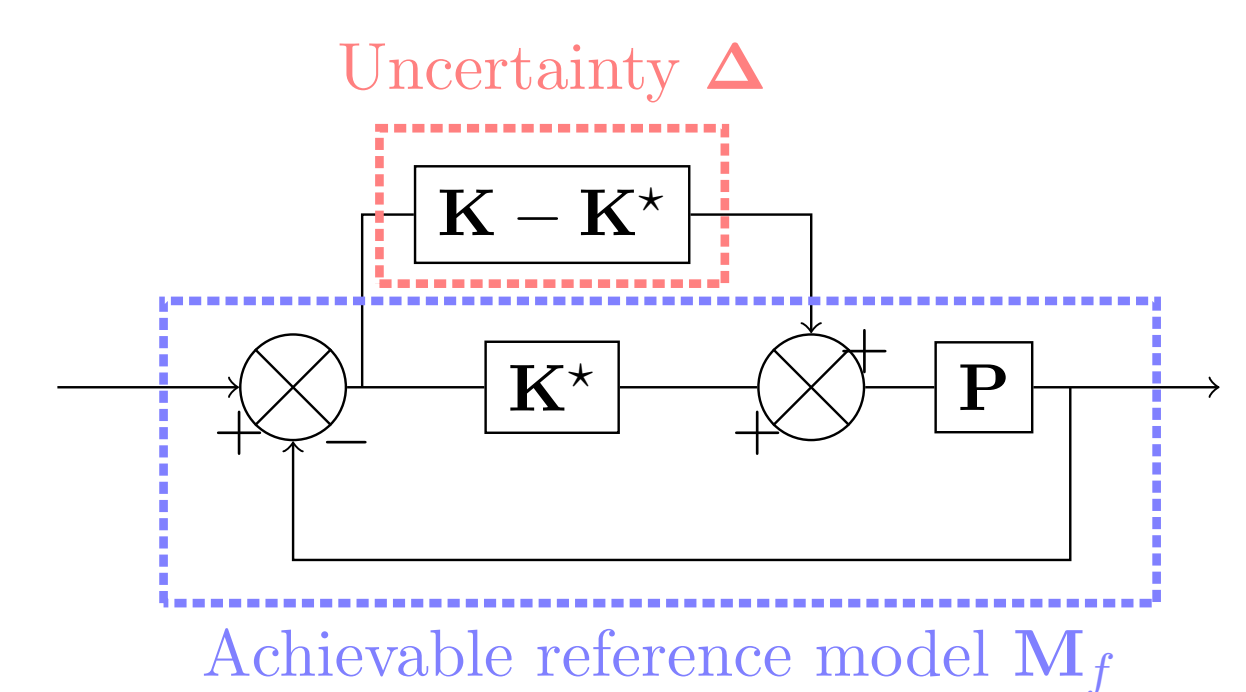 Uncertainty Δ
K − K⋆
K⋆
P
+
+
−
+
Achievable reference model M_f